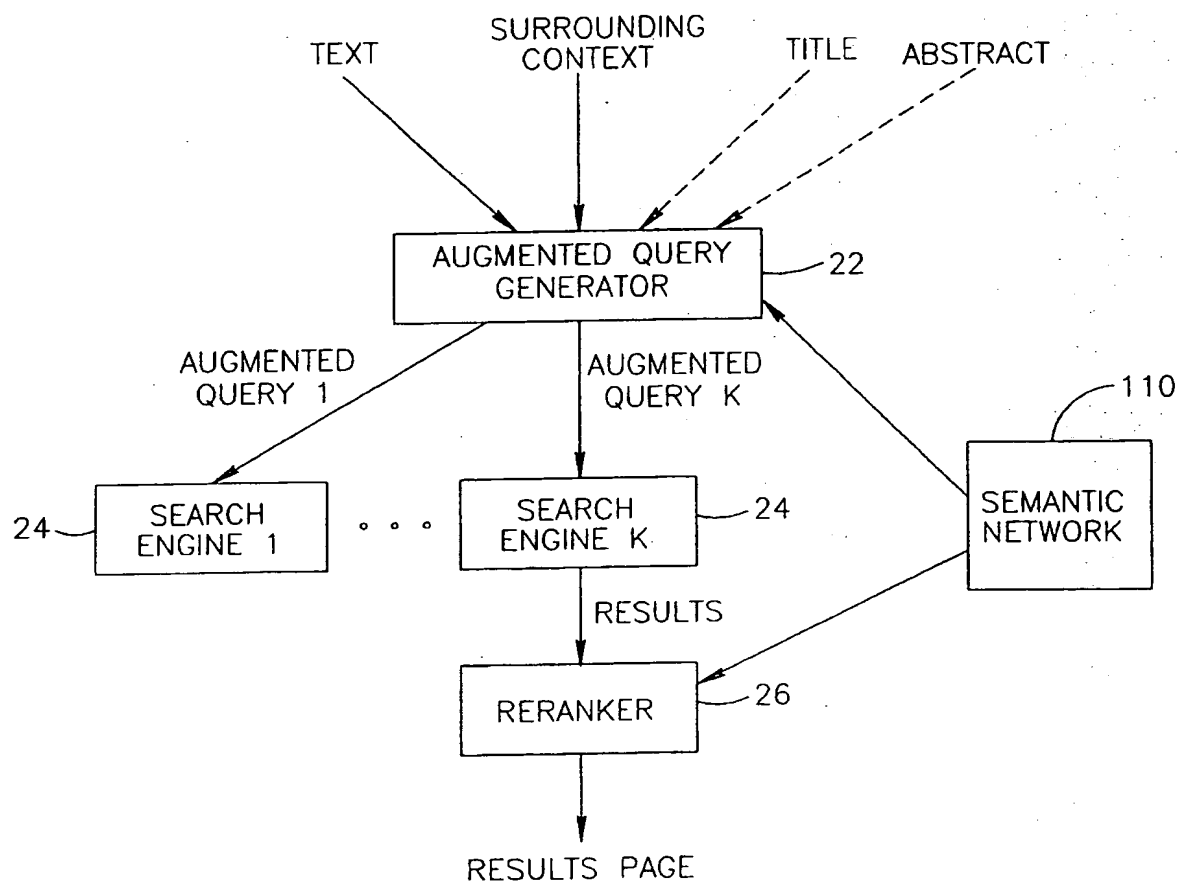 TEXT
SURROUNDING
CONTEXT
TITLE
ABSTRACT
AUGMENTED QUERY
GENERATOR
22
AUGMENTED
QUERY 1
AUGMENTED
QUERY K
110
24
SEARCH
ENGINE 1
SEARCH
ENGINE K
24
SEMANTIC
NETWORK
RESULTS
RERANKER
26
RESULTS PAGE